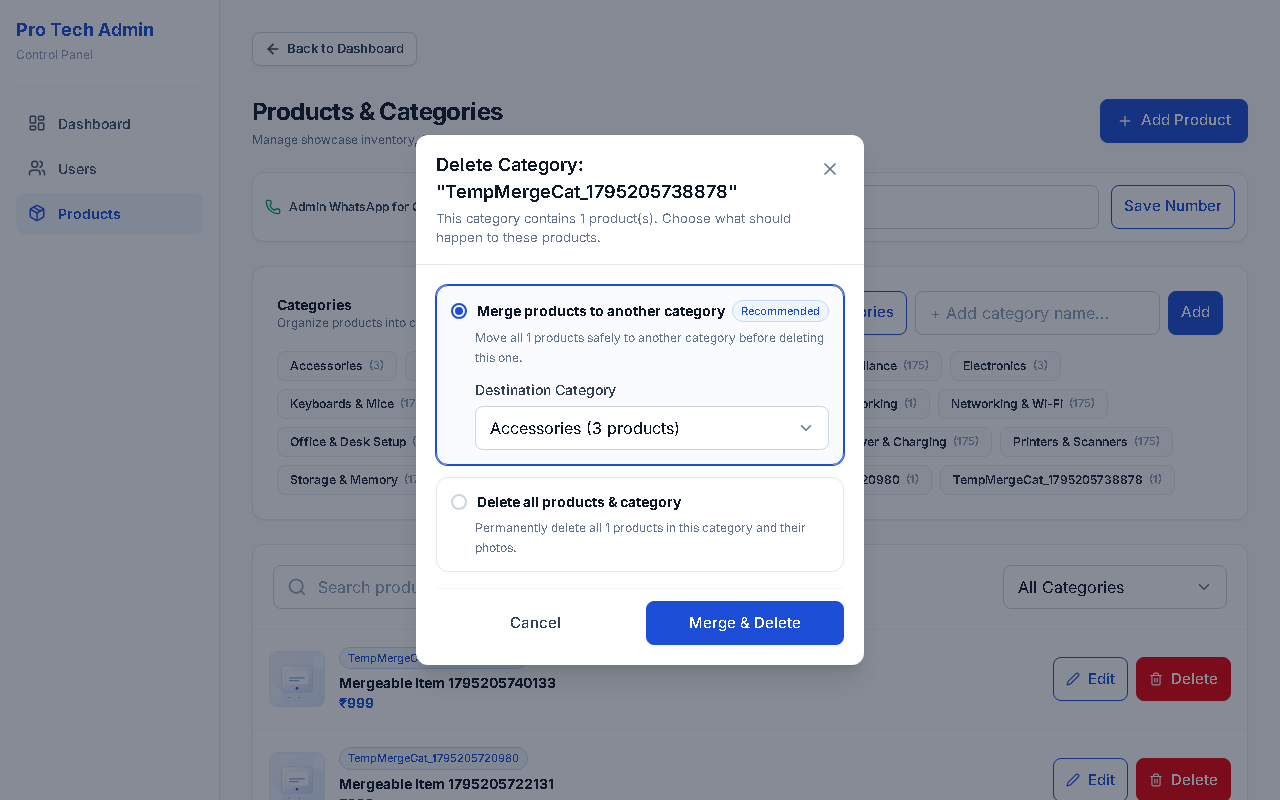 Pro Tech Admin
Control Panel
Dashboard
Users
Products
Back to Dashboard
Products & Categories
Manage showcase inventory
+ Add Product
Admin WhatsApp for
Save Number
Categories
Organize products into
+ Add category name...
Add
Accessories (3)
(175)
Electronics (3)
Keyboards & Mice
(1)
Networking & Wi-Fi (175)
Office & Desk Setup
& Charging (175)
Printers & Scanners (175)
Storage & Memory
(1)
TempMergeCat_1795205738878 (1)
Delete Category:
"TempMergeCat_1795205738878"
This category contains 1 product(s). Choose what should
happen to these products.
Merge products to another category
Recommended
Move all 1 products safely to another category before deleting
this one.
Destination Category
Accessories (3 products)
Delete all products & category
Permanently delete all 1 products in this category and their
photos.
Cancel
Merge & Delete
Search
All Categories
Mergeable Item 1795205740133
₹999
Edit
Delete
TempMergeCat_1795205720980
Mergeable Item 1795205722131
Edit
Delete